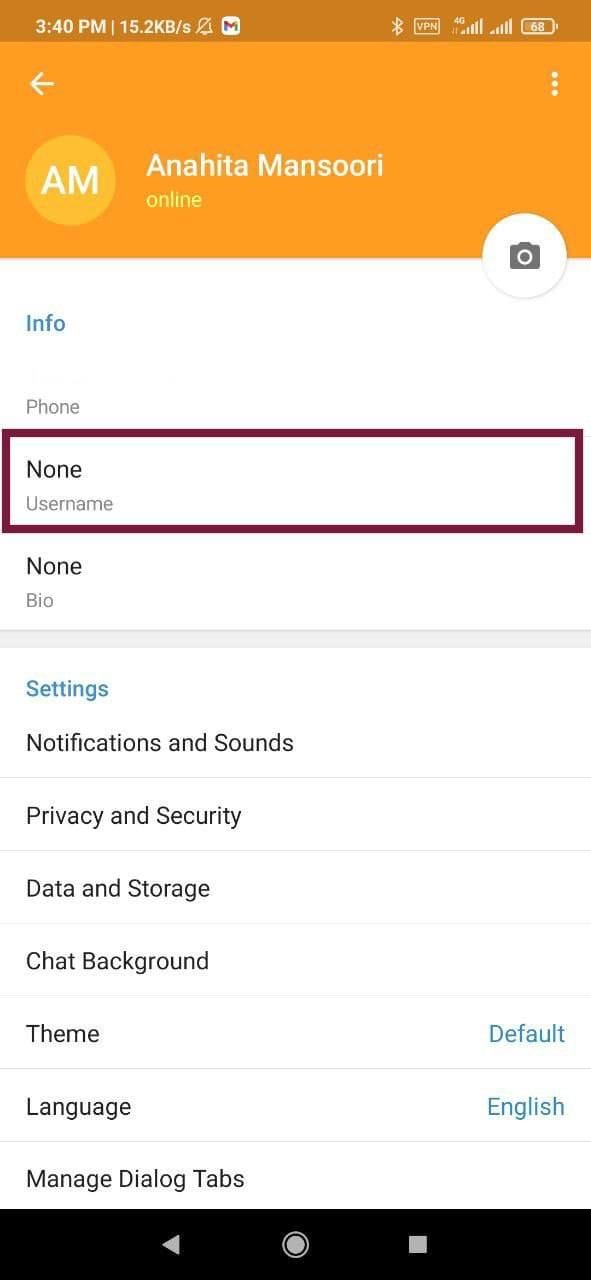 3:40 PM | 15.2KB/s VPN 4G 68
AM
Anahita Mansoori
online
Info
Phone
None
Username
None
Bio
Settings
Notifications and Sounds
Privacy and Security
Data and Storage
Chat Background
Theme Default
Language English
Manage Dialog Tabs